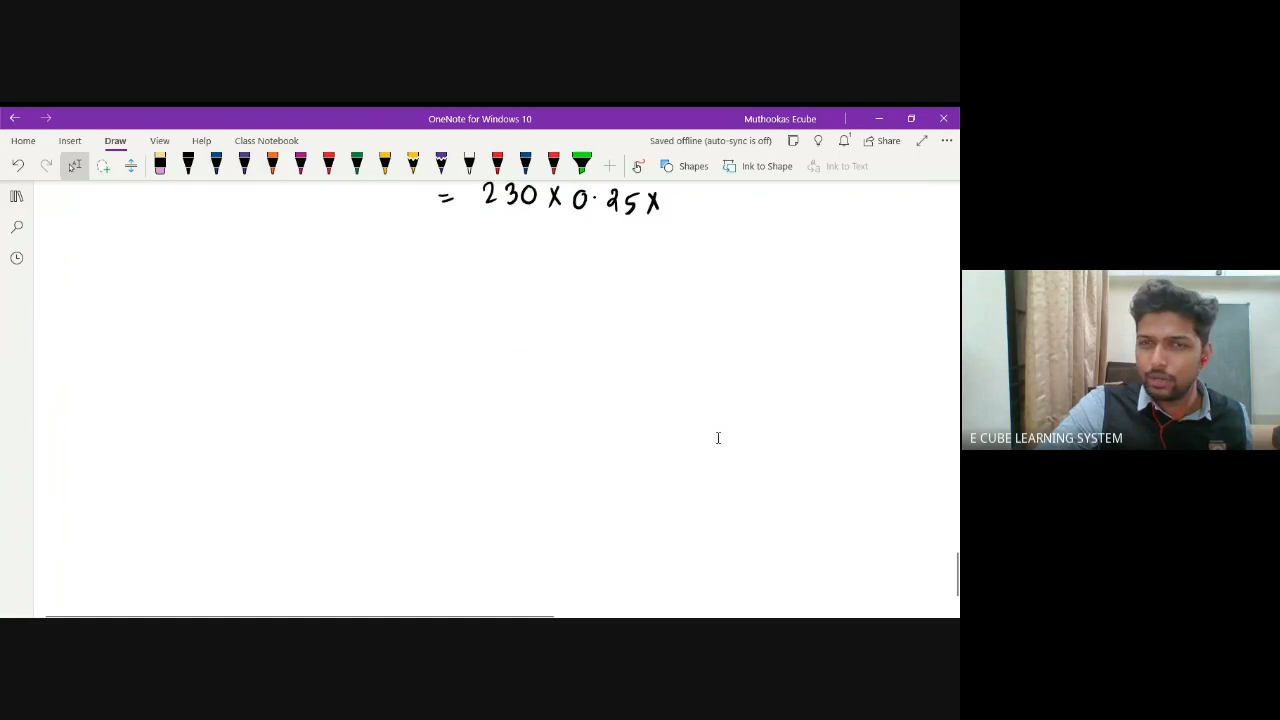 OneNote for Windows 10
Muthookas Ecube
Home Insert Draw View Help Class Notebook
Saved offline (auto-sync is off)
Share
Shapes Ink to Shape Ink to Text
= 230 x 0.25 x
E CUBE LEARNING SYSTEM